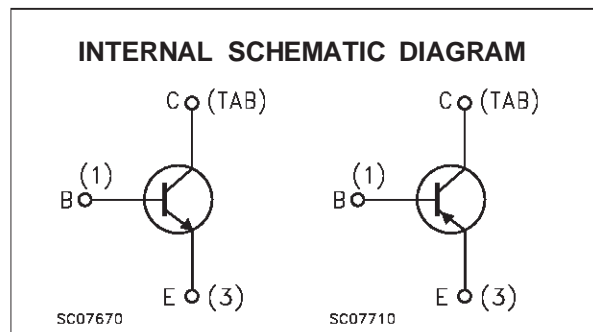 INTERNAL SCHEMATIC DIAGRAM
C (TAB)
C (TAB)
(1)
B
(1)
B
E (3)
E (3)
SC07670
SC07710